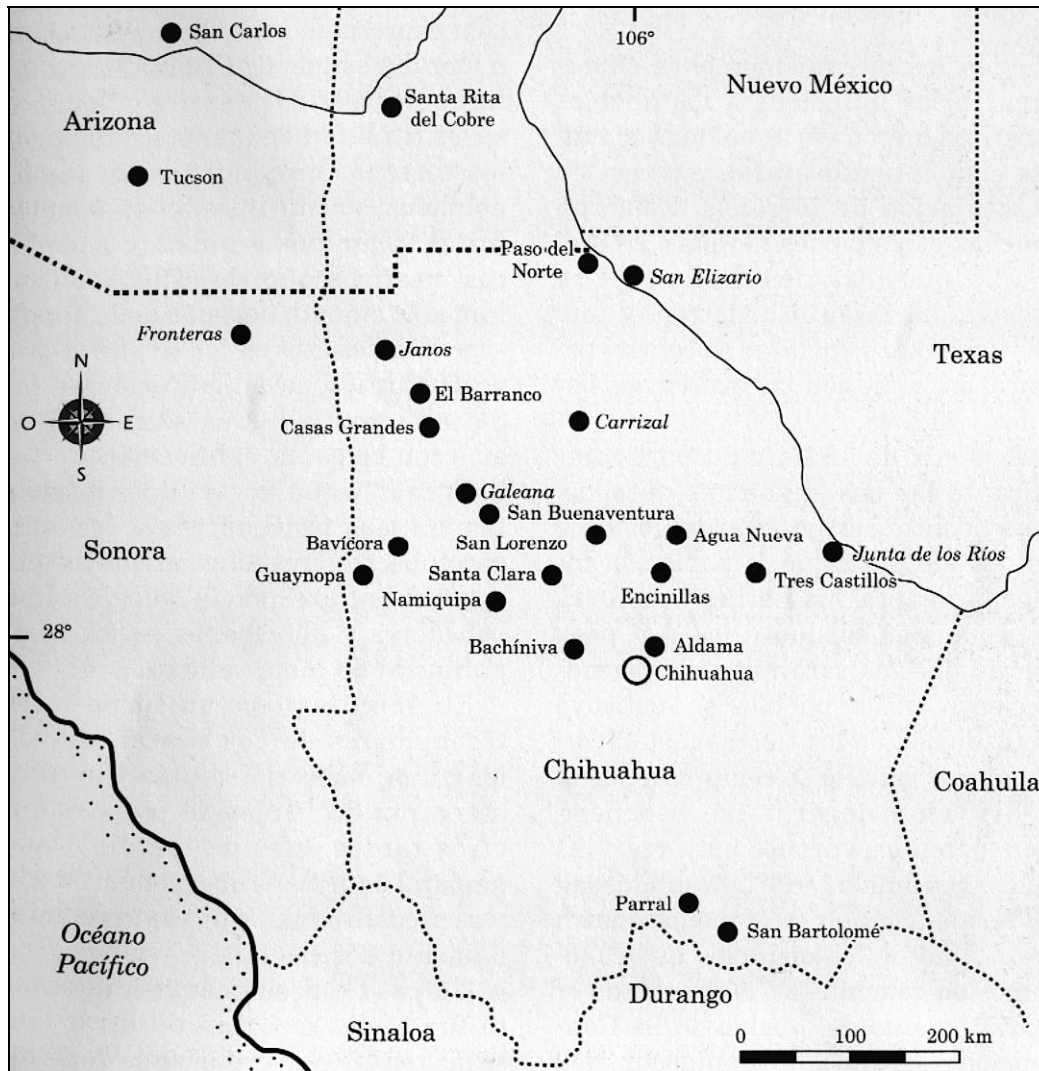 106°
San Carlos
Nuevo México
Santa Rita
del Cobre
Arizona
Tucson
Paso del
Norte
San Elizario
Fronteras
Janos
Texas
El Barranco
N
O
E
S
Casas Grandes
Carrizal
Galeana
San Buenaventura
Sonora
Bavícora
San Lorenzo
Agua Nueva
Junta de los Ríos
Guaynopa
Santa Clara
Encinillas
Tres Castillos
Namiquipa
28°
Bachíniva
Aldama
Chihuahua
Chihuahua
Coahuila
Parral
San Bartolomé
Océano
Pacífico
Durango
Sinaloa
0 100 200 km